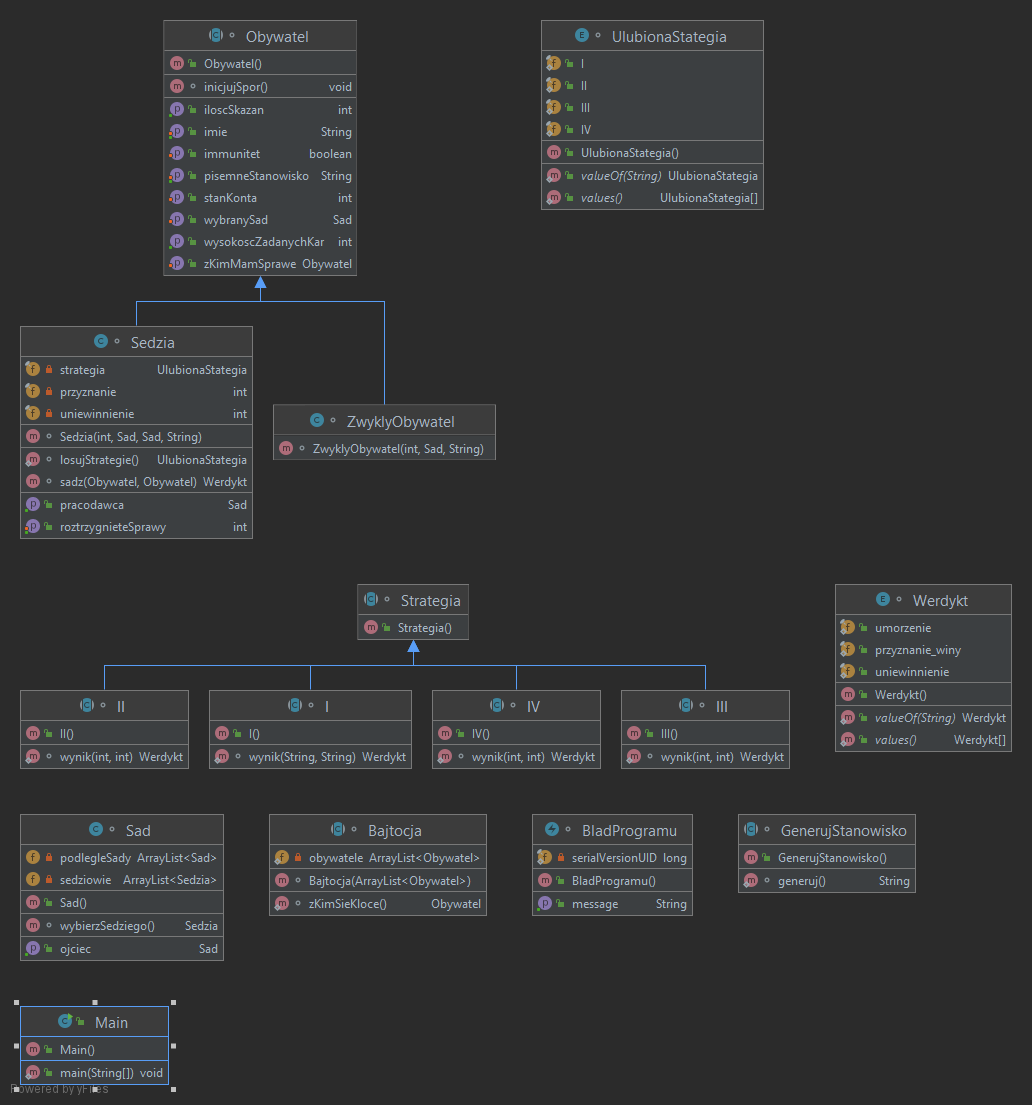 Obywatel
Obywatel()
inicjujSpor() void
iloscSkazan int
imie String
immunitet boolean
pisemneStanowisko String
stanKonta int
wybranySad Sad
wysokoscZadanychKar int
zKimMamSprawe Obywatel
UlubionaStategia
I
II
III
IV
UlubionaStategia()
valueOf(String) UlubionaStategia
values() UlubionaStategia[]
Sedzia
strategia UlubionaStategia
przyznanie int
uniewinnienie int
Sedzia(int, Sad, Sad, String)
losujStrategie() UlubionaStategia
sadz(Obywatel, Obywatel) Werdykt
pracodawca Sad
roztrzygnieteSprawy int
ZwyklyObywatel
ZwyklyObywatel(int, Sad, String)
Strategia
Strategia()
Werdykt
umorzenie
przyznanie_winy
uniewinnienie
Werdykt()
valueOf(String) Werdykt
values() Werdykt[]
II
II()
wynik(int, int) Werdykt
I
I()
wynik(String, String) Werdykt
IV
IV()
wynik(int, int) Werdykt
III
III()
wynik(int, int) Werdykt
Sad
podlegleSady ArrayList<Sad>
sedziowie ArrayList<Sedzia>
Sad()
wybierzSedziego() Sedzia
ojciec Sad
Bajtocja
obywatele ArrayList<Obywatel>
Bajtocja(ArrayList<Obywatel>)
zKimSieKloce() Obywatel
BladProgramu
serialVersionUID long
BladProgramu()
message String
GenerujStanowisko
GenerujStanowisko()
generuj() String
Main
Main()
main(String[]) void
Powered by yFiles